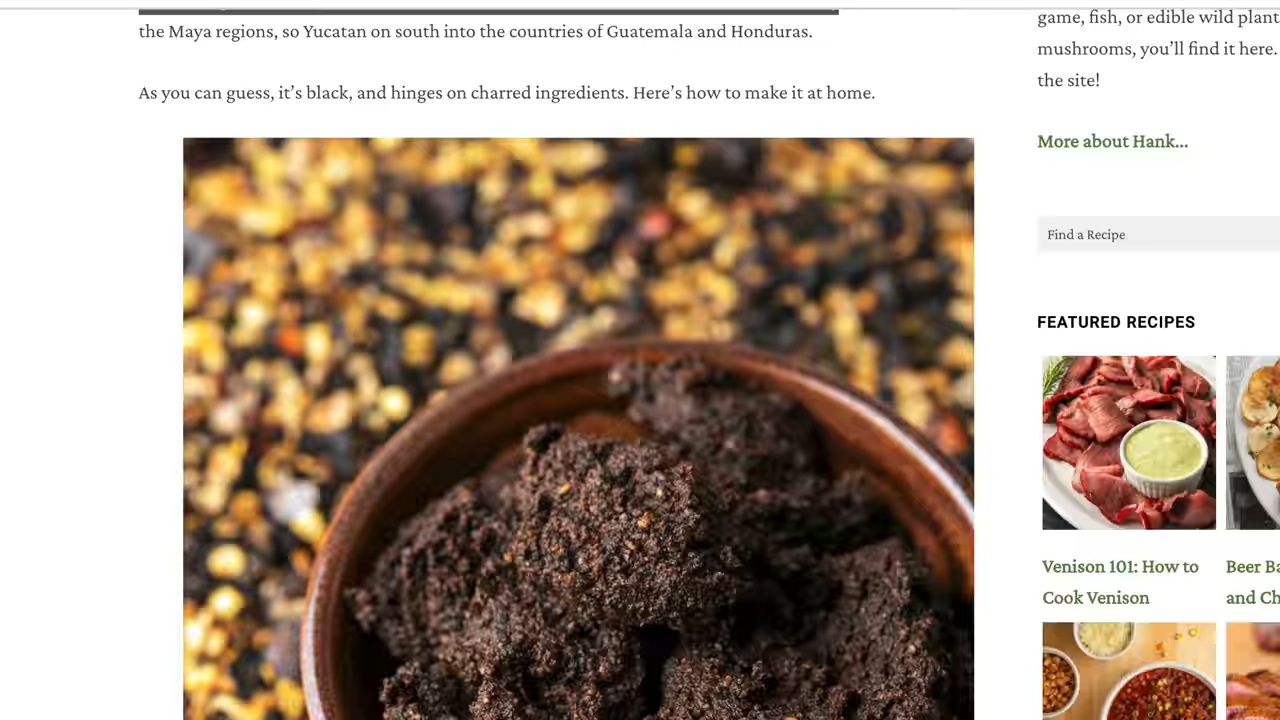 the Maya regions, so Yucatan on south into the countries of Guatemala and Honduras.
As you can guess, it’s black, and hinges on charred ingredients. Here’s how to make it at home.
game, fish, or edible wild plant
mushrooms, you’ll find it here.
the site!
More about Hank...
Find a Recipe
FEATURED RECIPES
Venison 101: How to
Cook Venison
Beer Ba
and Ch